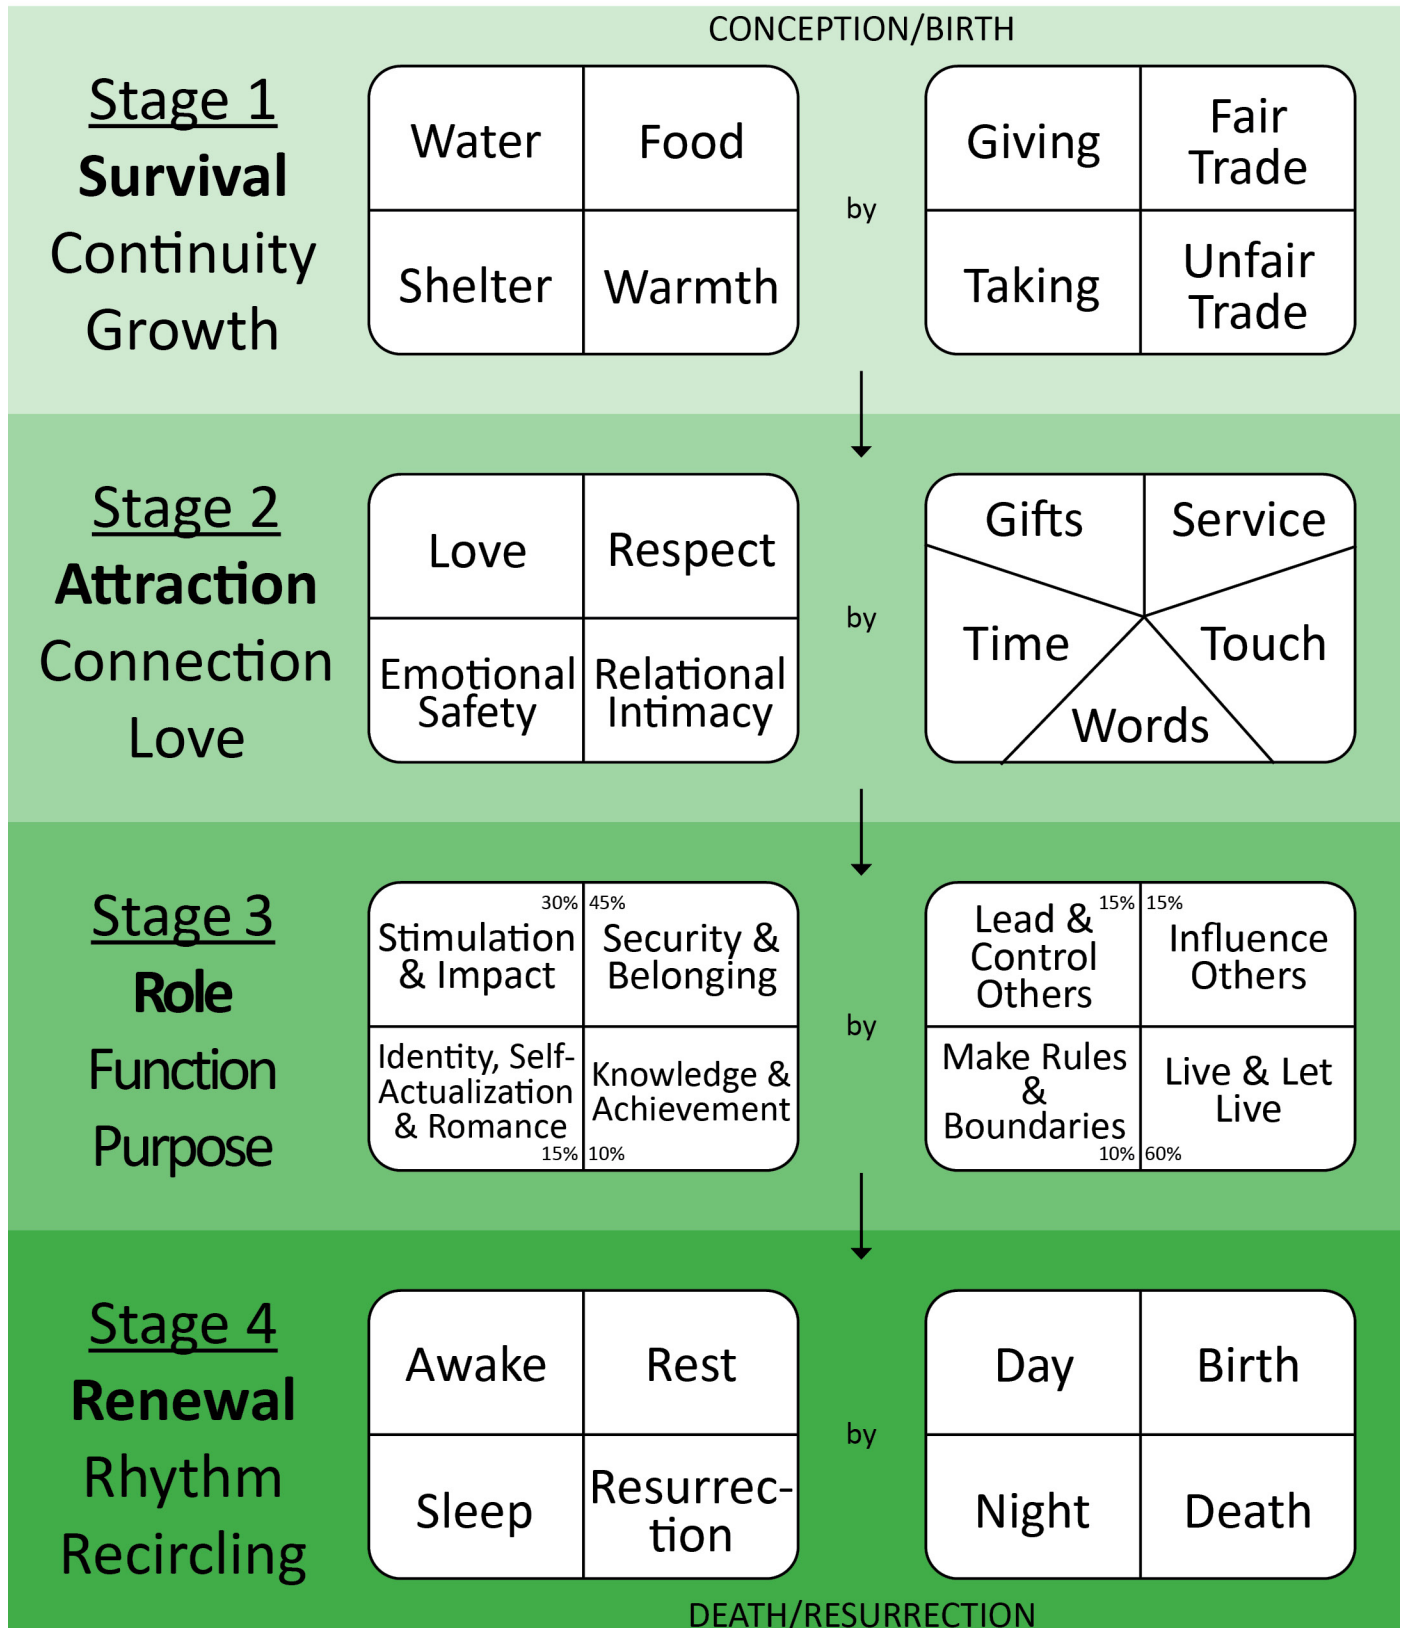 CONCEPTION/BIRTH
Stage 1
Survival
Continuity
Growth
Water
Food
Shelter
Warmth
by
Giving
Fair
Trade
Taking
Unfair
Trade
Stage 2
Attraction
Connection
Love
Love
Respect
Emotional
Safety
Relational
Intimacy
by
Gifts
Service
Time
Touch
Words
Stage 3
Role
Function
Purpose
30%
Stimulation
& Impact
45%
Security &
Belonging
Identity, Self-
Actualization
& Romance
15%
Knowledge &
Achievement
10%
by
15%
Lead &
Control
Others
15%
Influence
Others
Make Rules
&
Boundaries
10%
Live & Let
Live
60%
Stage 4
Renewal
Rhythm
Recircling
Awake
Rest
Sleep
Resurrec-
tion
by
Day
Birth
Night
Death
DEATH/RESURRECTION